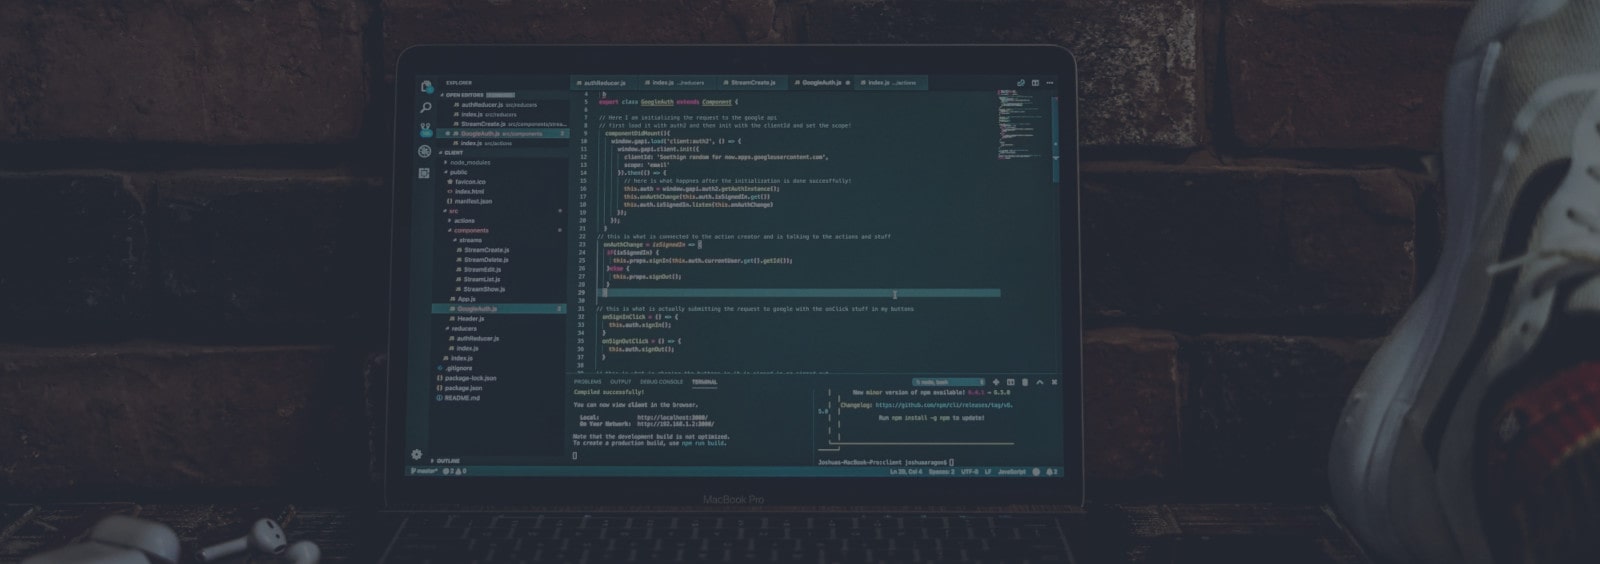 EXPLORER
OPEN EDITORS
authReducer.js src/reducers
index.js src/reducers
StreamCreate.js src/components/strea...
GoogleAuth.js src/components 2
index.js src/actions
CLIENT
node_modules
public
favicon.ico
index.html
manifest.json
src
actions
components
streams
StreamCreate.js
StreamDelete.js
StreamEdit.js
StreamList.js
StreamShow.js
App.js
GoogleAuth.js 2
Header.js
reducers
authReducer.js
index.js
index.js
.gitignore
package-lock.json
package.json
README.md
OUTLINE
authReducer.js index.js .../reducers StreamCreate.js GoogleAuth.js index.js .../actions
4
5 export class GoogleAuth extends Component {
6
7 // Here I am initializing the request to the google api
8 // first load it with auth2 and then init with the clientId and set the scope!
9 componentDidMount(){
10 window.gapi.load('client:auth2', () => {
11 window.gapi.client.init({
12 clientId: 'Seethign random for now.apps.googleusercontent.com',
13 scope: 'email'
14 }).then(() => {
15 // here is what happnes after the initialization is done succesffully!
16 this.auth = window.gapi.auth2.getAuthInstance();
17 this.onAuthChange(this.auth.isSignedIn.get())
18 this.auth.isSignedIn.listen(this.onAuthChange)
19 });
20 });
21 }
22 // this is what is connected to the action creator and is talking to the actions and stuff
23 onAuthChange = isSignedIn => {
24 if(isSignedIn) {
25 this.props.signIn(this.auth.currentUser.get().getId());
26 }else {
27 this.props.signOut();
28 }
29 }
30
31 // this is what is actually submitting the request to google with the onClick stuff in my buttons
32 onSignInClick = () => {
33 this.auth.signIn();
34 }
35 onSignOutClick = () => {
36 this.auth.signOut();
37 }
PROBLEMS OUTPUT DEBUG CONSOLE TERMINAL
Compiled successfully!
You can now view client in the browser.
Local: http://localhost:3000/
On Your Network: http://192.168.1.2:3000/
Note that the development build is not optimized.
To create a production build, use npm run build.
New minor version of npm available!
Changelog: https://github.com/npm/cli/releases/tag/v6.
5.0
Run npm install -g npm to update!
Joshuas-MacBook-Pro:client joshuaaragon$
master*
Spaces: 2 UTF-8 LF JavaScript
MacBook Pro